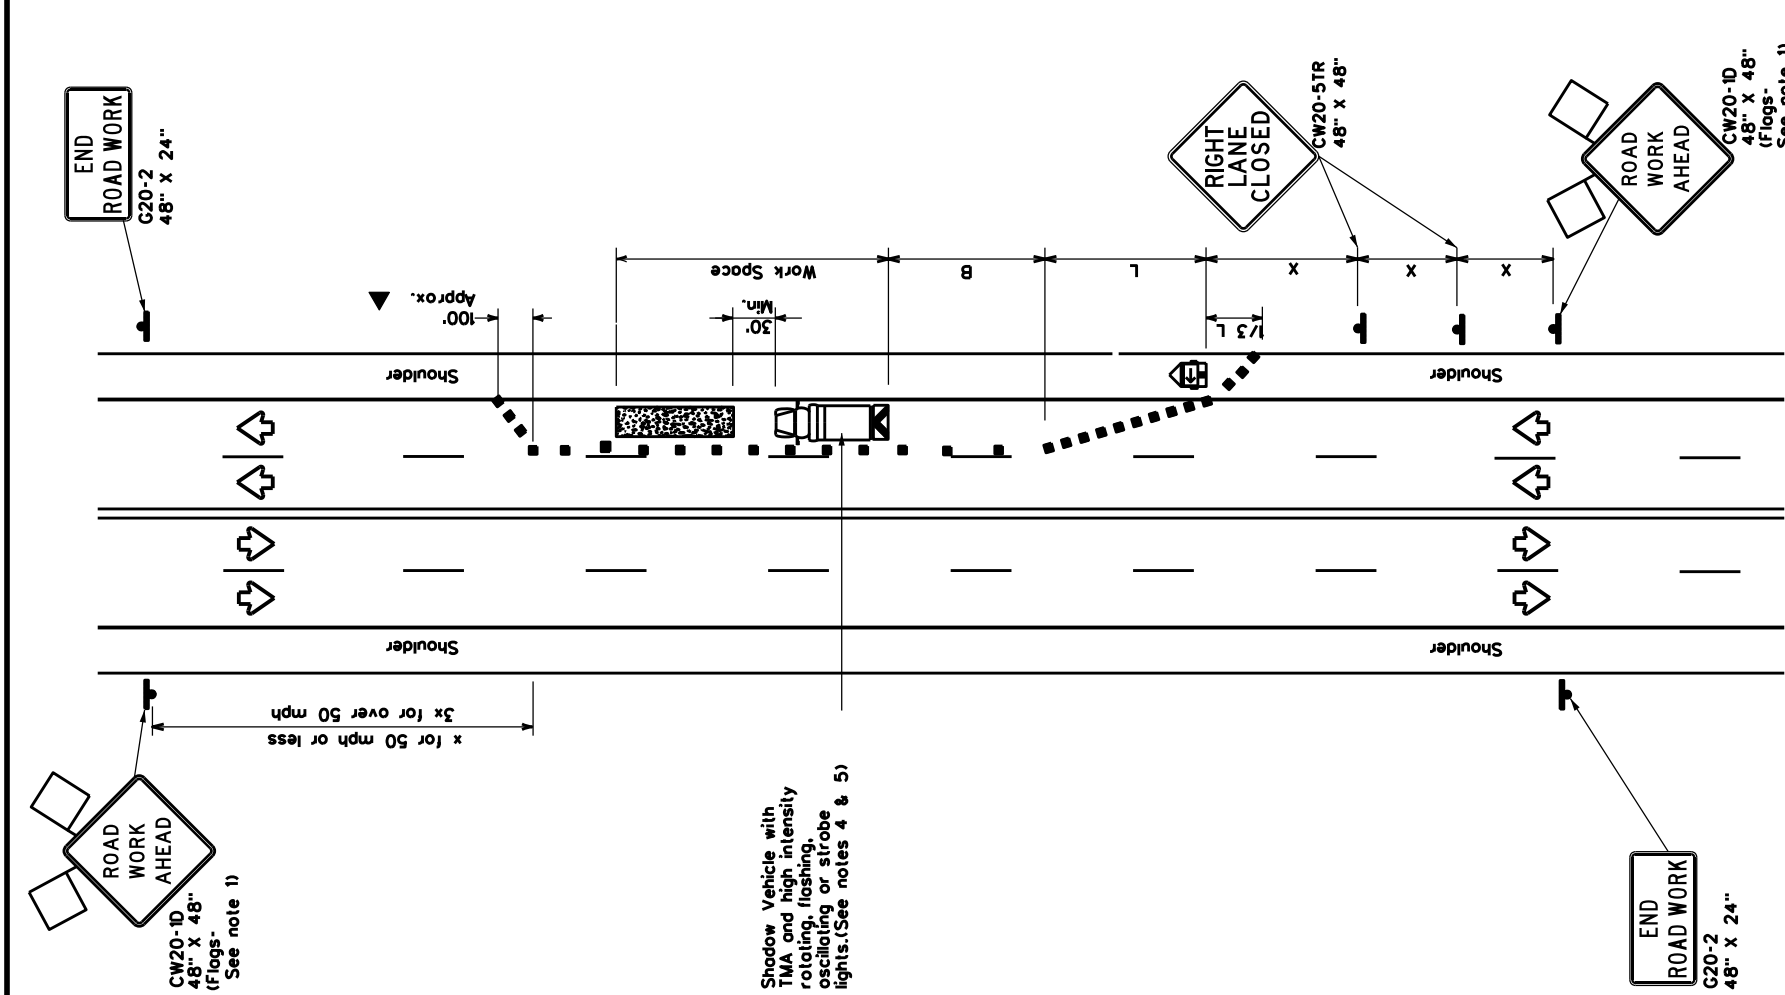 END
ROAD WORK
G20-2
48" X 24"
RIGHT
LANE
CLOSED
CW20-5TR
48" X 48"
ROAD
WORK
AHEAD
CW20-1D
48" X 48"
(Flags-
See note 1)
Work Space
B
L
x
x
x
100'
Approx.
30'
Min.
1/3 L
Shoulder
Shoulder
Shoulder
Shoulder
x for 50 mph or less
3x for over 50 mph
ROAD
WORK
AHEAD
CW20-1D
48" X 48"
(Flags-
See note 1)
Shadow Vehicle with
TMA and high intensity
rotating, flashing,
oscillating or strobe
lights.(See notes 4 & 5)
END
ROAD WORK
G20-2
48" X 24"